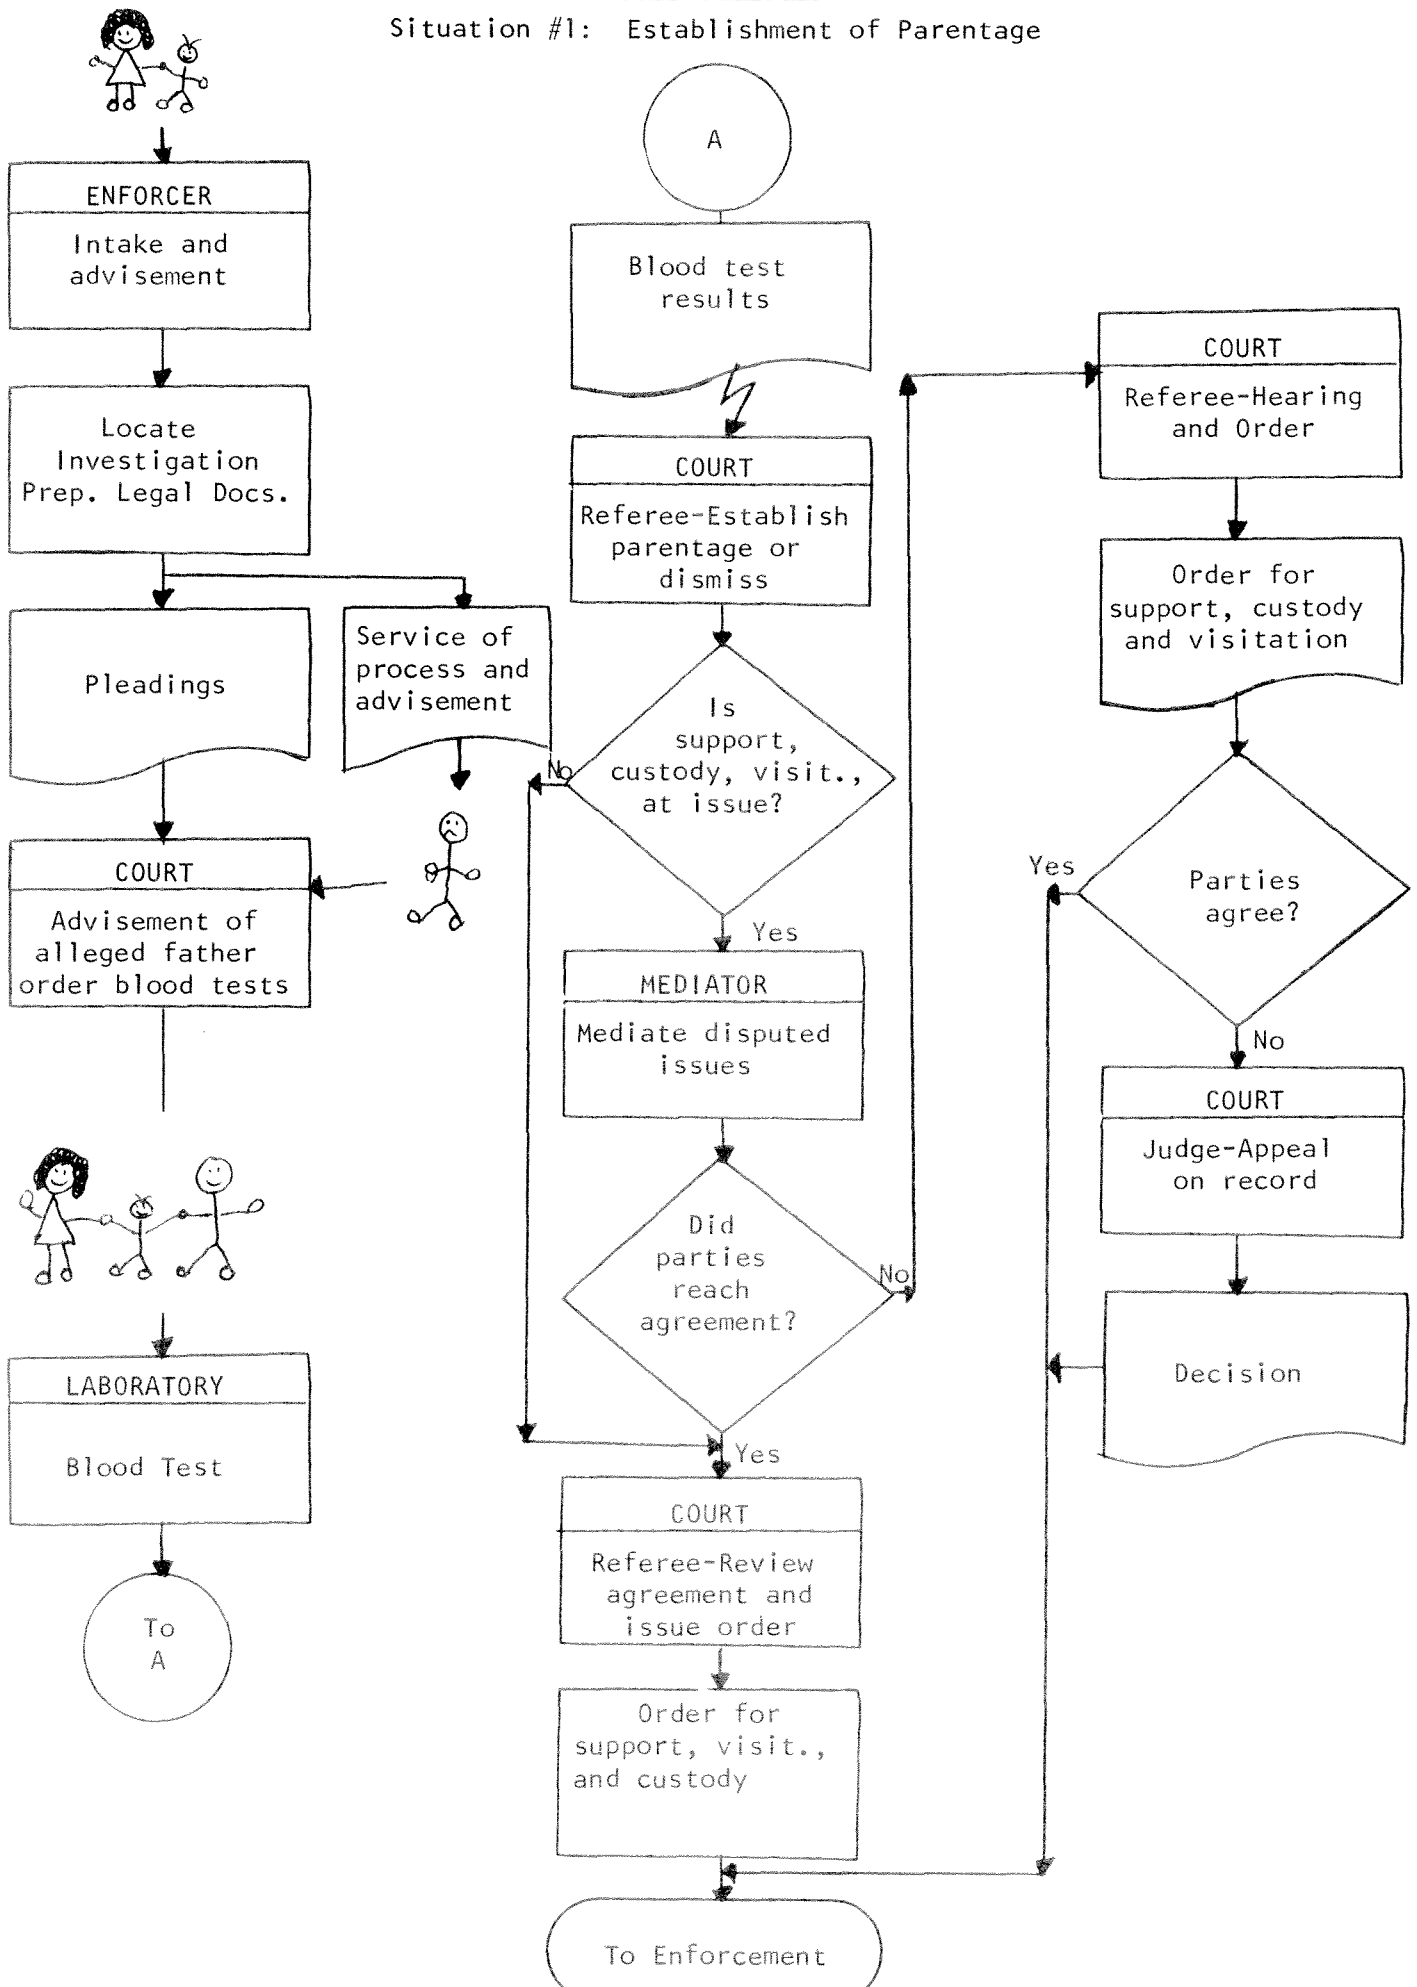 Situation #1: Establishment of Parentage
ENFORCER
Intake and
advisement
Locate
Investigation
Prep. Legal Docs.
Pleadings
Service of
process and
advisement
COURT
Advisement of
alleged father
order blood tests
LABORATORY
Blood Test
To
A
A
Blood test
results
COURT
Referee-Establish
parentage or
dismiss
Is
support,
custody, visit.,
at issue?
No
Yes
MEDIATOR
Mediate disputed
issues
Did
parties
reach
agreement?
No
Yes
COURT
Referee-Review
agreement and
issue order
Order for
support, visit.,
and custody
To Enforcement
COURT
Referee-Hearing
and Order
Order for
support, custody
and visitation
Parties
agree?
Yes
No
COURT
Judge-Appeal
on record
Decision